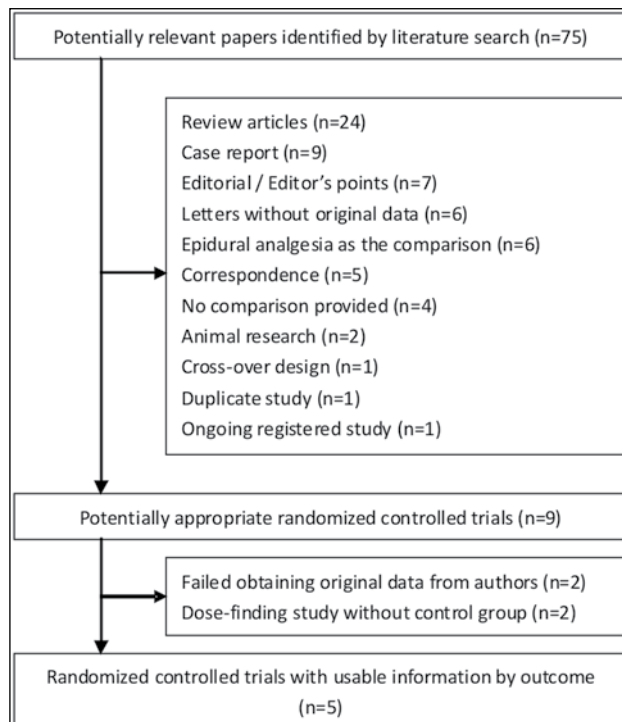 Potentially relevant papers identified by literature search (n=75)
Review articles (n=24)
Case report (n=9)
Editorial / Editor’s points (n=7)
Letters without original data (n=6)
Epidural analgesia as the comparison (n=6)
Correspondence (n=5)
No comparison provided (n=4)
Animal research (n=2)
Cross-over design (n=1)
Duplicate study (n=1)
Ongoing registered study (n=1)
Potentially appropriate randomized controlled trials (n=9)
Failed obtaining original data from authors (n=2)
Dose-finding study without control group (n=2)
Randomized controlled trials with usable information by outcome
(n=5)